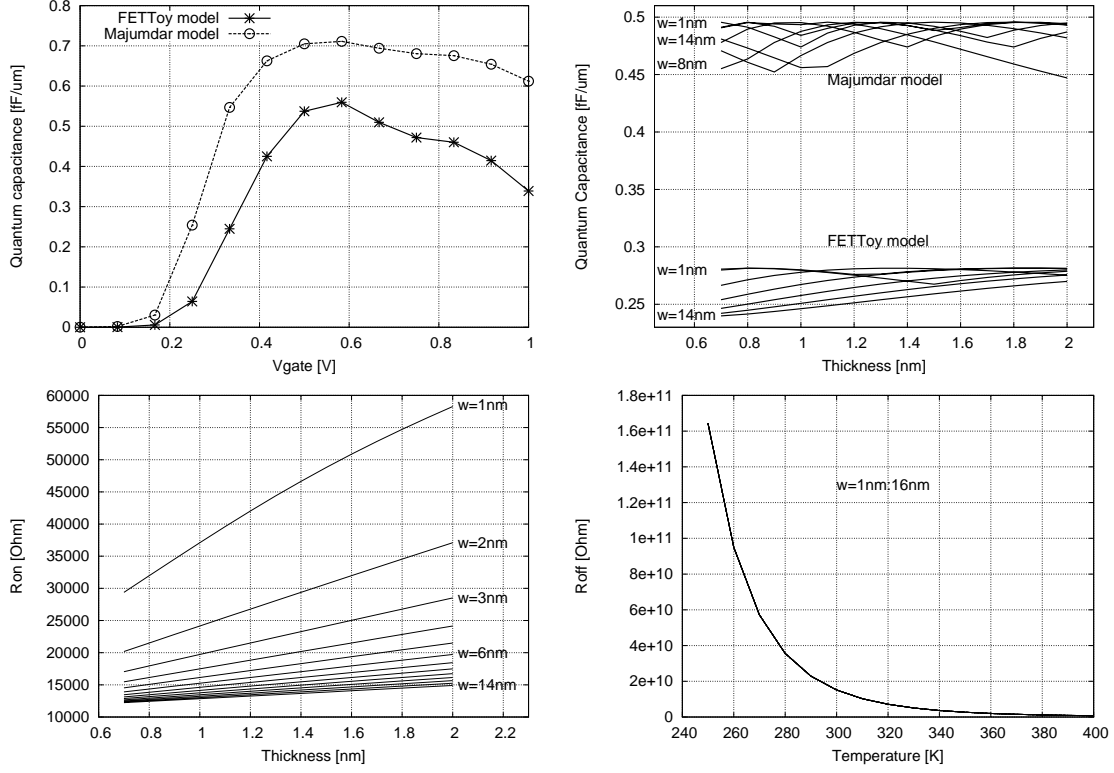 FETToy model
Majumdar model
Quantum capacitance [fF/um]
0.8
0.7
0.6
0.5
0.4
0.3
0.2
0.1
0
0 0.2 0.4 0.6 0.8 1
Vgate [V]
Quantum Capacitance [fF/um]
0.5
0.45
0.4
0.35
0.3
0.25
w=1nm
w=14nm
w=8nm
Majumdar model
FETToy model
w=1nm
w=14nm
0.6 0.8 1 1.2 1.4 1.6 1.8 2
Thickness [nm]
Ron [Ohm]
60000
55000
50000
45000
40000
35000
30000
25000
20000
15000
10000
w=1nm
w=2nm
w=3nm
w=6nm
w=14nm
0.6 0.8 1 1.2 1.4 1.6 1.8 2 2.2
Thickness [nm]
Roff [Ohm]
1.8e+11
1.6e+11
1.4e+11
1.2e+11
1e+11
8e+10
6e+10
4e+10
2e+10
0
w=1nm:16nm
240 260 280 300 320 340 360 380 400
Temperature [K]